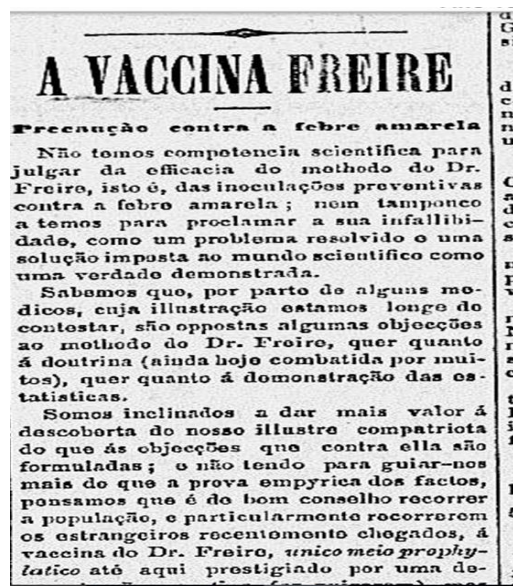 A VACCINA FREIRE
Precaução contra a febre amarela
Não temos competencia scientifica para
julgar da efficacia do methodo do Dr.
Freire, isto é, das inoculações preventivas
contra a febre amarela ; nem tampouco
a temos para proclamar a sua infallibi-
dade, como um problema resolvido e uma
solução imposta ao mundo scientifico como
uma verdade demonstrada.
Sabemos que, por parte de alguns me-
dicos, cuja illustração estamos longe de
contestar, são oppostas algumas objecções
ao methodo do Dr. Freire, quer quanto
á doutrina (ainda hoje combatida por mui-
tos), quer quanto á demonstração das es-
tatisticas.
Somos inclinados a dar mais valor á
descoberta do nosso illustre compatriota
do que ás objecções que contra ella são
formuladas ; e não tendo para guiar-nos
mais do que a prova empyrica dos factos,
pensamos que é de bom conselho recorrer
a população, e particularmente recorrerem
os estrangeiros recentemente chegados, á
vaccina do Dr. Freire, unico meio prophy-
latico até aqui prestigiado por uma de-